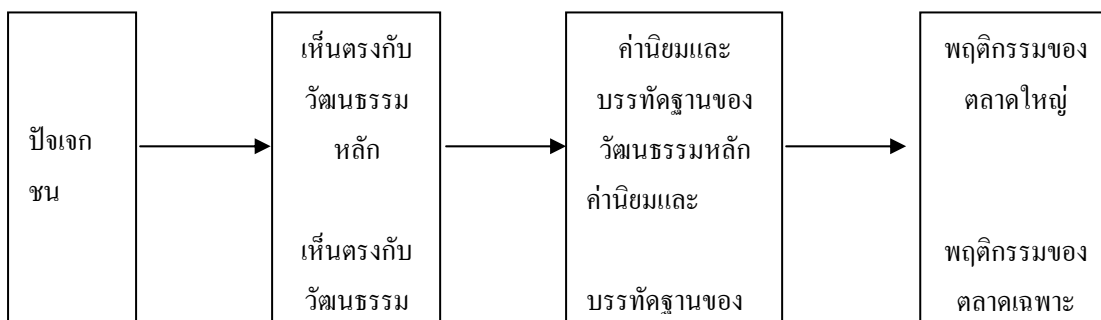 ปัจเจก
ชน
เห็นตรงกับ
วัฒนธรรม
หลัก
เห็นตรงกับ
วัฒนธรรม
ค่านิยมและ
บรรทัดฐานของ
วัฒนธรรมหลัก
ค่านิยมและ
บรรทัดฐานของ
พฤติกรรมของ
ตลาดใหญ่
พฤติกรรมของ
ตลาดเฉพาะ